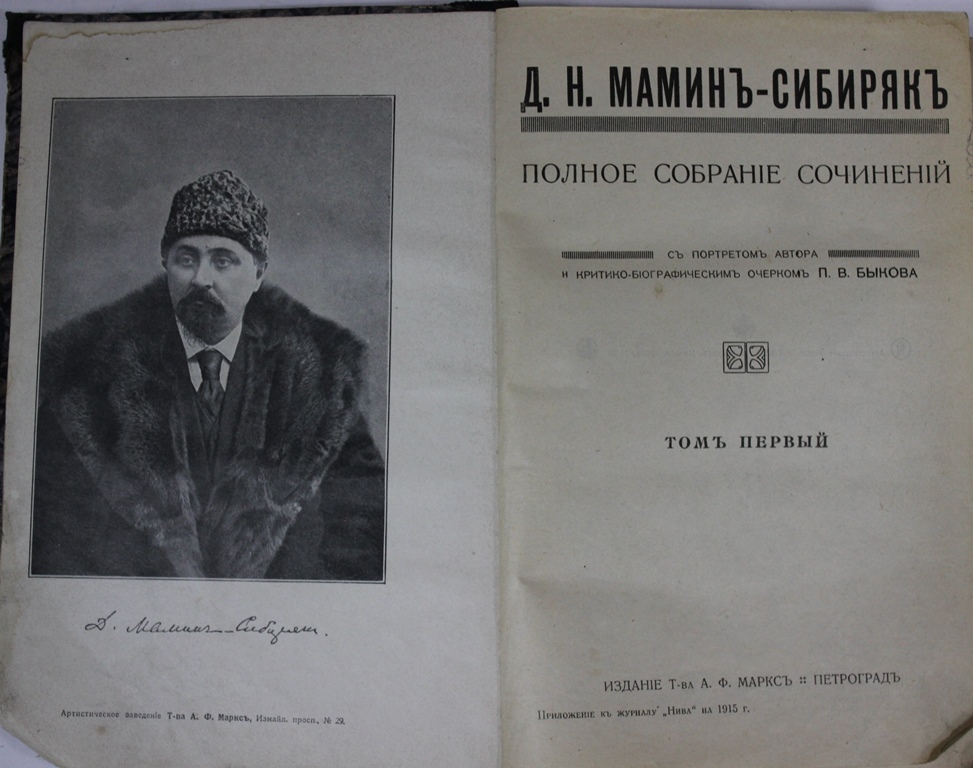 Д. Маминъ-Сибирякъ.
Артистическое заведеніе Т-ва А. Ф. Марксъ, Измайл. просп., № 29.
Д. Н. МАМИНЪ-СИБИРЯКЪ
ПОЛНОЕ СОБРАНІЕ СОЧИНЕНІЙ
СЪ ПОРТРЕТОМЪ АВТОРА
И КРИТИКО-БІОГРАФИЧЕСКИМЪ ОЧЕРКОМЪ П. В. БЫКОВА
ТОМЪ ПЕРВЫЙ
ИЗДАНІЕ Т-ва А. Ф. МАРКСЪ :: ПЕТРОГРАДЪ
Приложеніе къ журналу „Нива“ на 1915 г.